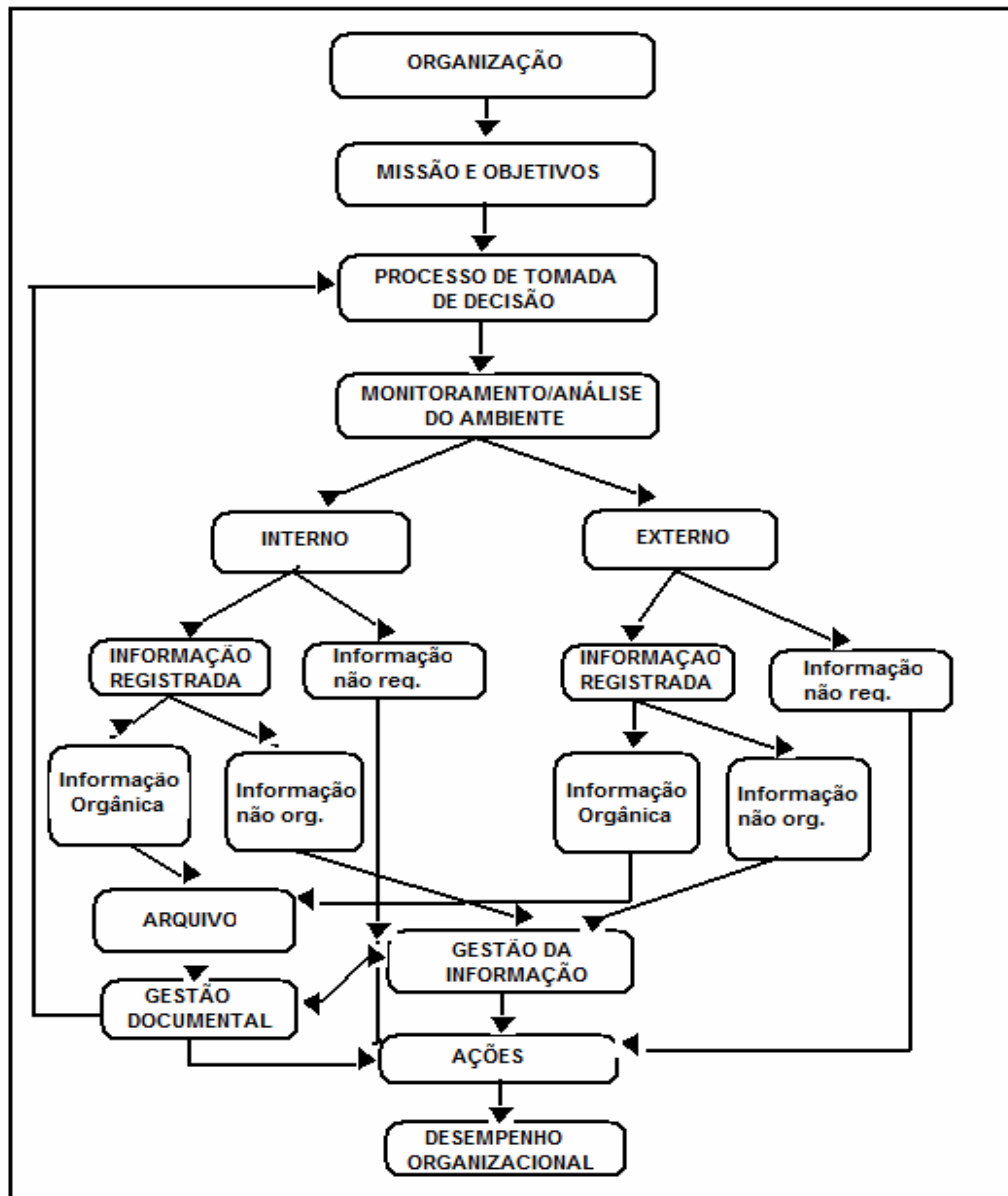 ORGANIZAÇÃO
MISSÃO E OBJETIVOS
PROCESSO DE TOMADA
DE DECISÃO
MONITORAMENTO/ANÁLISE
DO AMBIENTE
INTERNO
EXTERNO
INFORMAÇÃO
REGISTRADA
Informação
não req.
INFORMAÇAO
REGISTRADA
Informação
não req.
Informação
Orgânica
Informação
não org.
Informação
Orgânica
Informação
não org.
ARQUIVO
GESTÃO DA
INFORMAÇÃO
GESTÃO
DOCUMENTAL
AÇÕES
DESEMPENHO
ORGANIZACIONAL